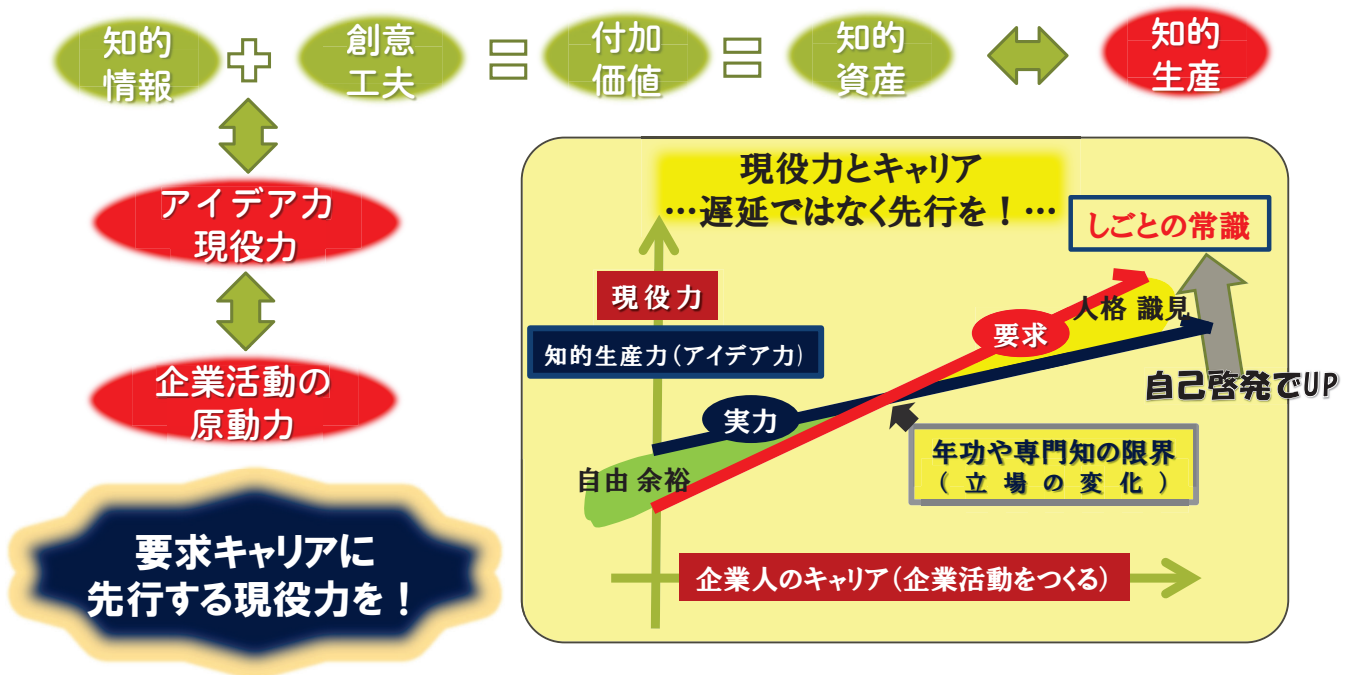 知的
情報
+
創意
工夫
=
付加
価値
=
知的
資産
知的
生産
アイデア力
現役力
企業活動の
原動力
要求キャリアに
先行する現役力を！
現役力とキャリア
…遅延ではなく先行を！…
しごとの常識
現役力
知的生産力(アイデア力)
要求
人格 識見
実力
自己啓発でUP
自由 余裕
年功や専門知の限界
(立場の変化)
企業人のキャリア(企業活動をつくる)